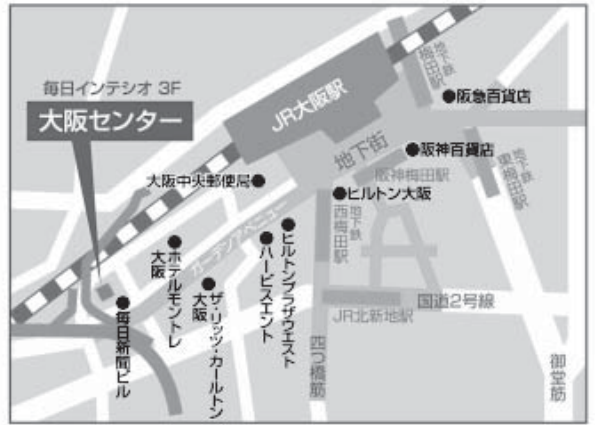 毎日インテシオ 3F
大阪センター
JR大阪駅
地下鉄
梅田駅
阪急百貨店
地下街
阪神百貨店
阪神梅田駅
地下鉄
東梅田駅
大阪中央郵便局
ヒルトン大阪
地下鉄
西梅田駅
ガーデンアベニュー
ヒルトンプラザウエスト
ハービスエント
ホテルモントレ
大阪
ザ・リッツ・カールトン
大阪
毎日新聞ビル
国道2号線
JR北新地駅
四つ橋筋
御堂筋